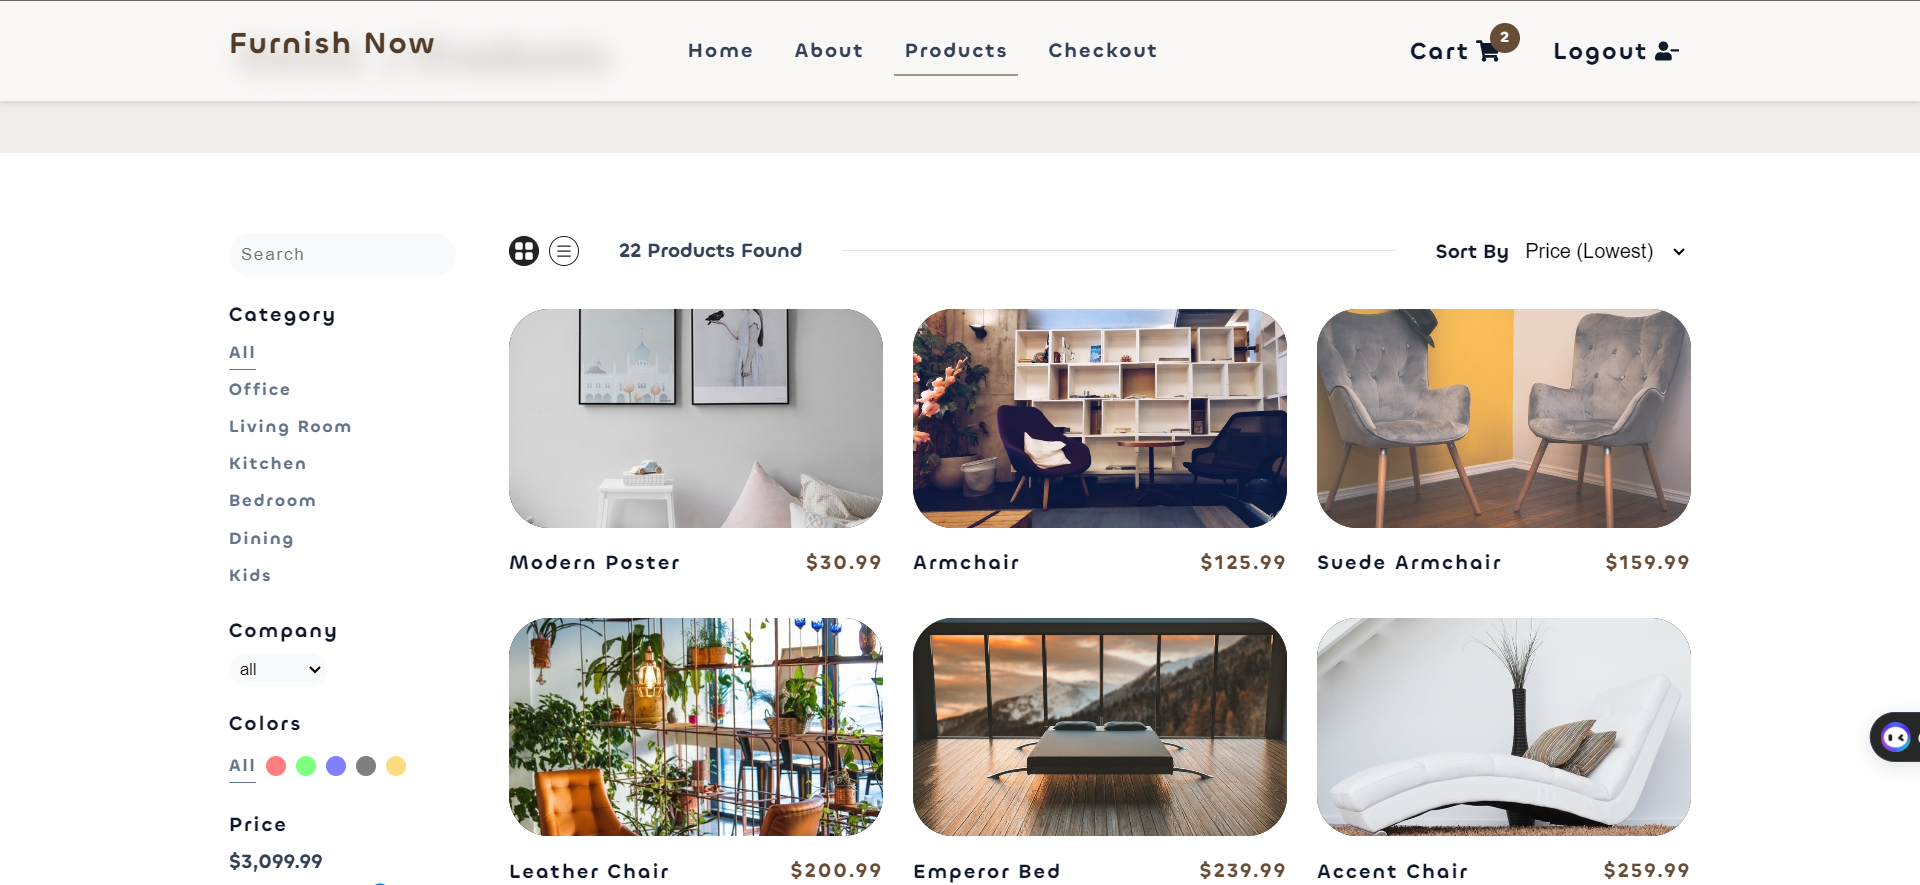 Furnish Now
Home
About
Products
Checkout
Cart 2
Logout
Search
Category
All
Office
Living Room
Kitchen
Bedroom
Dining
Kids
Company
all
Colors
All
Price
$3,099.99
22 Products Found
Sort By Price (Lowest)
Modern Poster $30.99
Armchair $125.99
Suede Armchair $159.99
Leather Chair $200.99
Emperor Bed $239.99
Accent Chair $259.99